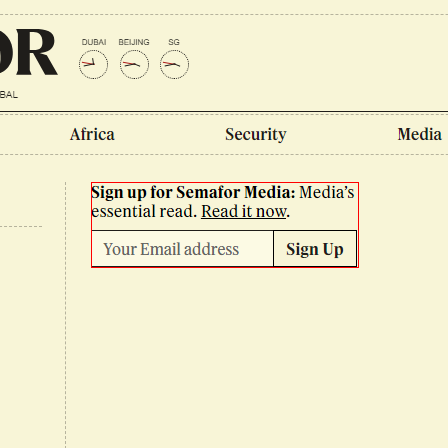 OR
DUBAI BEIJING SG
BAL
Africa Security Media
Sign up for Semafor Media: Media’s
essential read. Read it now.
Your Email address Sign Up